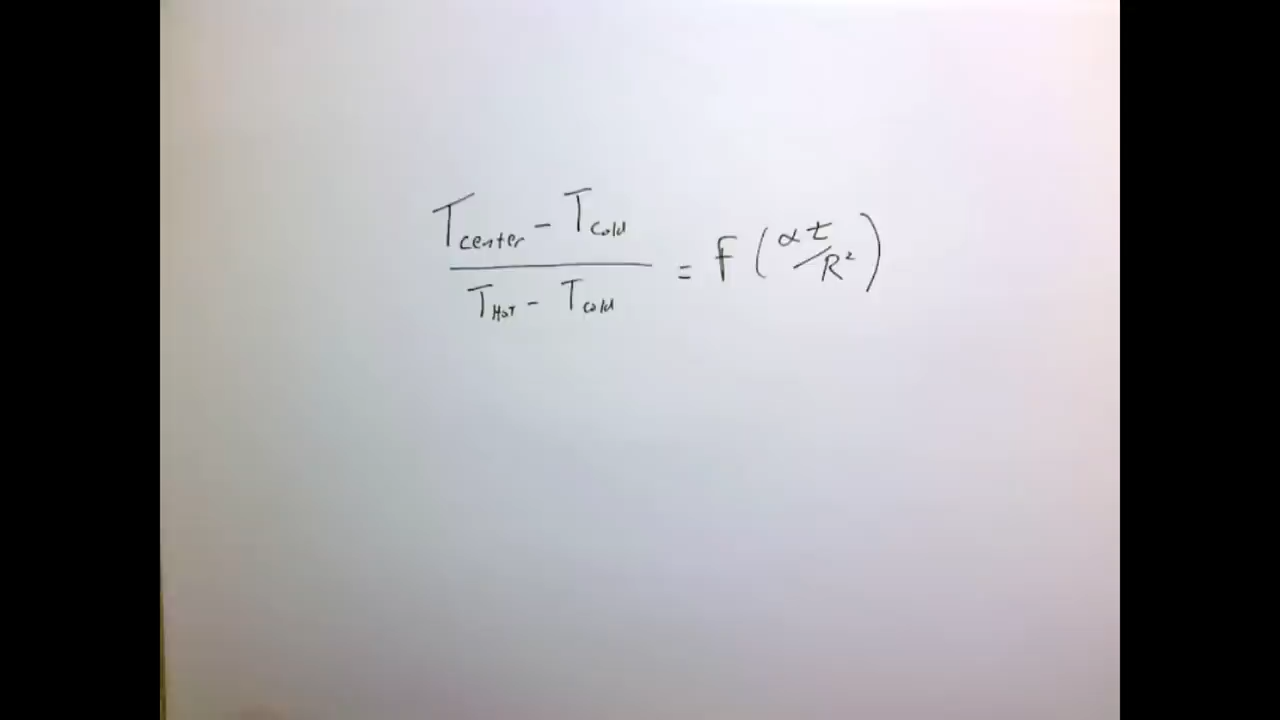 T_center - T_cold
T_Hot - T_cold
= f (αt/R²)